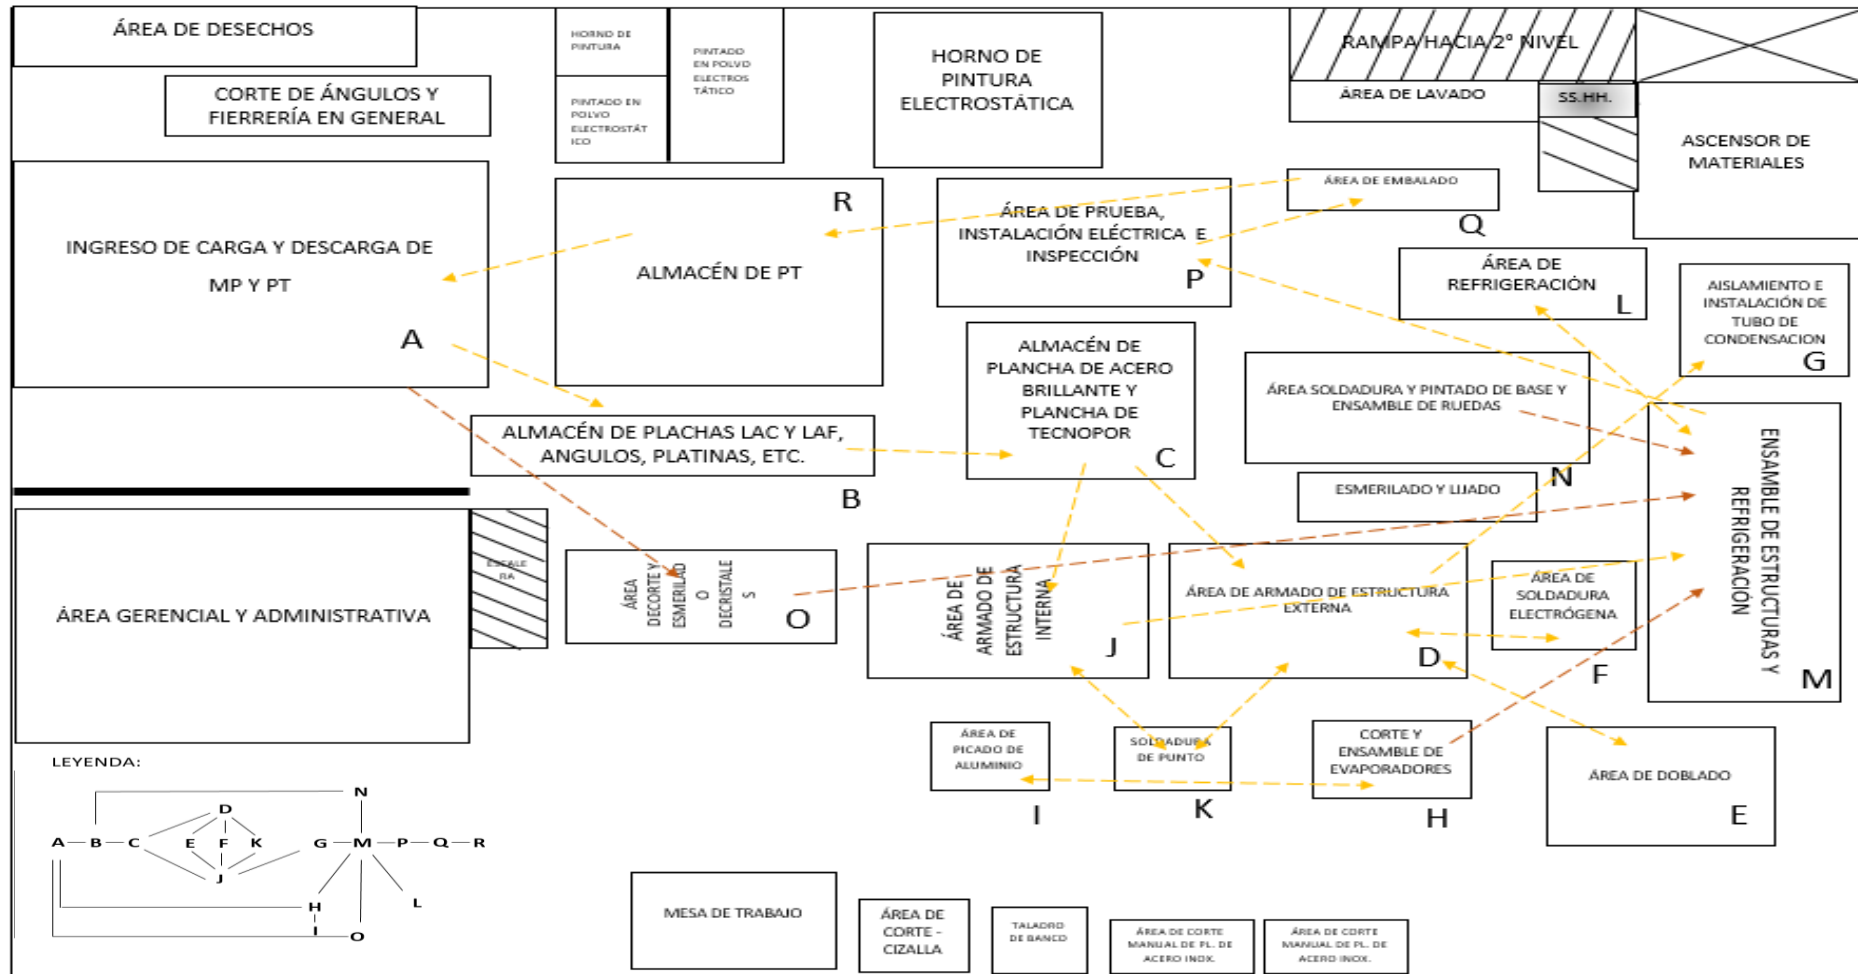 ÁREA DE DESECHOS
CORTE DE ÁNGULOS Y
FIERRERÍA EN GENERAL
HORNO DE
PINTURA
PINTADO
EN POLVO
ELECTROS
TÁTICO
PINTADO EN
POLVO
ELECTROSTÁT
ICO
HORNO DE
PINTURA
ELECTROSTÁTICA
RAMPA HACIA 2° NIVEL
ÁREA DE LAVADO
SS.HH.
ASCENSOR DE
MATERIALES
INGRESO DE CARGA Y DESCARGA DE
MP Y PT
A
R
ALMACÉN DE PT
ÁREA DE PRUEBA,
INSTALACIÓN ELÉCTRICA E
INSPECCIÓN
P
ÁREA DE EMBALADO
Q
ÁREA DE
REFRIGERACIÓN
L
AISLAMIENTO E
INSTALACIÓN DE
TUBO DE
CONDENSACION
G
ALMACÉN DE
PLANCHA DE ACERO
BRILLANTE Y
PLANCHA DE
TECNOPOR
C
ÁREA SOLDADURA Y PINTADO DE BASE Y
ENSAMBLE DE RUEDAS
N
ALMACÉN DE PLACHAS LAC Y LAF,
ANGULOS, PLATINAS, ETC.
B
ESMERILADO Y LIJADO
ENSAMBLE DE ESTRUCTURAS Y
REFRIGERACIÓN
M
ÁREA GERENCIAL Y ADMINISTRATIVA
ESCALE
RA
ÁREA
DECORTE Y
ESMERILAD
O
DECRISTALE
S
O
ÁREA DE
ARMADO DE
ESTRUCTURA
INTERNA
J
ÁREA DE ARMADO DE ESTRUCTURA
EXTERNA
D
ÁREA DE
SOLDADURA
ELECTRÓGENA
F
ÁREA DE
PICADO DE
ALUMINIO
I
SOLDADURA
DE PUNTO
K
CORTE Y
ENSAMBLE DE
EVAPORADORES
H
ÁREA DE DOBLADO
E
LEYENDA:
N
D
A B C E F K G M P Q R
J
H L
I
O
MESA DE TRABAJO
ÁREA DE
CORTE -
CIZALLA
TALADRO
DE BANCO
ÁREA DE CORTE
MANUAL DE PL. DE
ACERO INOX.
ÁREA DE CORTE
MANUAL DE PL. DE
ACERO INOX.